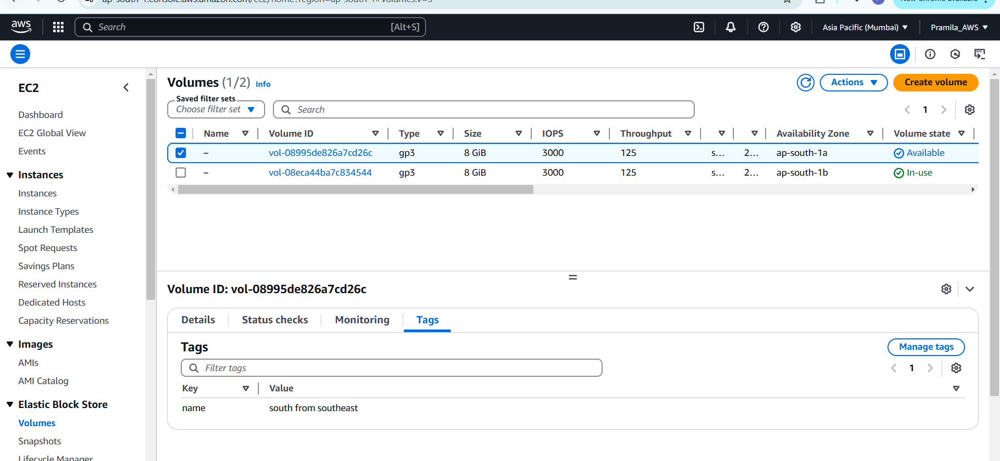 aws
Search [Alt+S]
Asia Pacific (Mumbai)
Pramila_AWS
EC2
Dashboard
EC2 Global View
Events
Instances
Instances
Instance Types
Launch Templates
Spot Requests
Savings Plans
Reserved Instances
Dedicated Hosts
Capacity Reservations
Images
AMIs
AMI Catalog
Elastic Block Store
Volumes
Snapshots
Lifecycle Manager
Volumes (1/2) Info
Actions
Create volume
Saved filter sets
Choose filter set
Search
1
Name Volume ID Type Size IOPS Throughput Availability Zone Volume state
– vol-08995de826a7cd26c gp3 8 GiB 3000 125 s... 2... ap-south-1a Available
– vol-08eca44ba7c834544 gp3 8 GiB 3000 125 s... 2... ap-south-1b In-use
Volume ID: vol-08995de826a7cd26c
Details Status checks Monitoring Tags
Tags
Manage tags
Filter tags
1
Key Value
name south from southeast